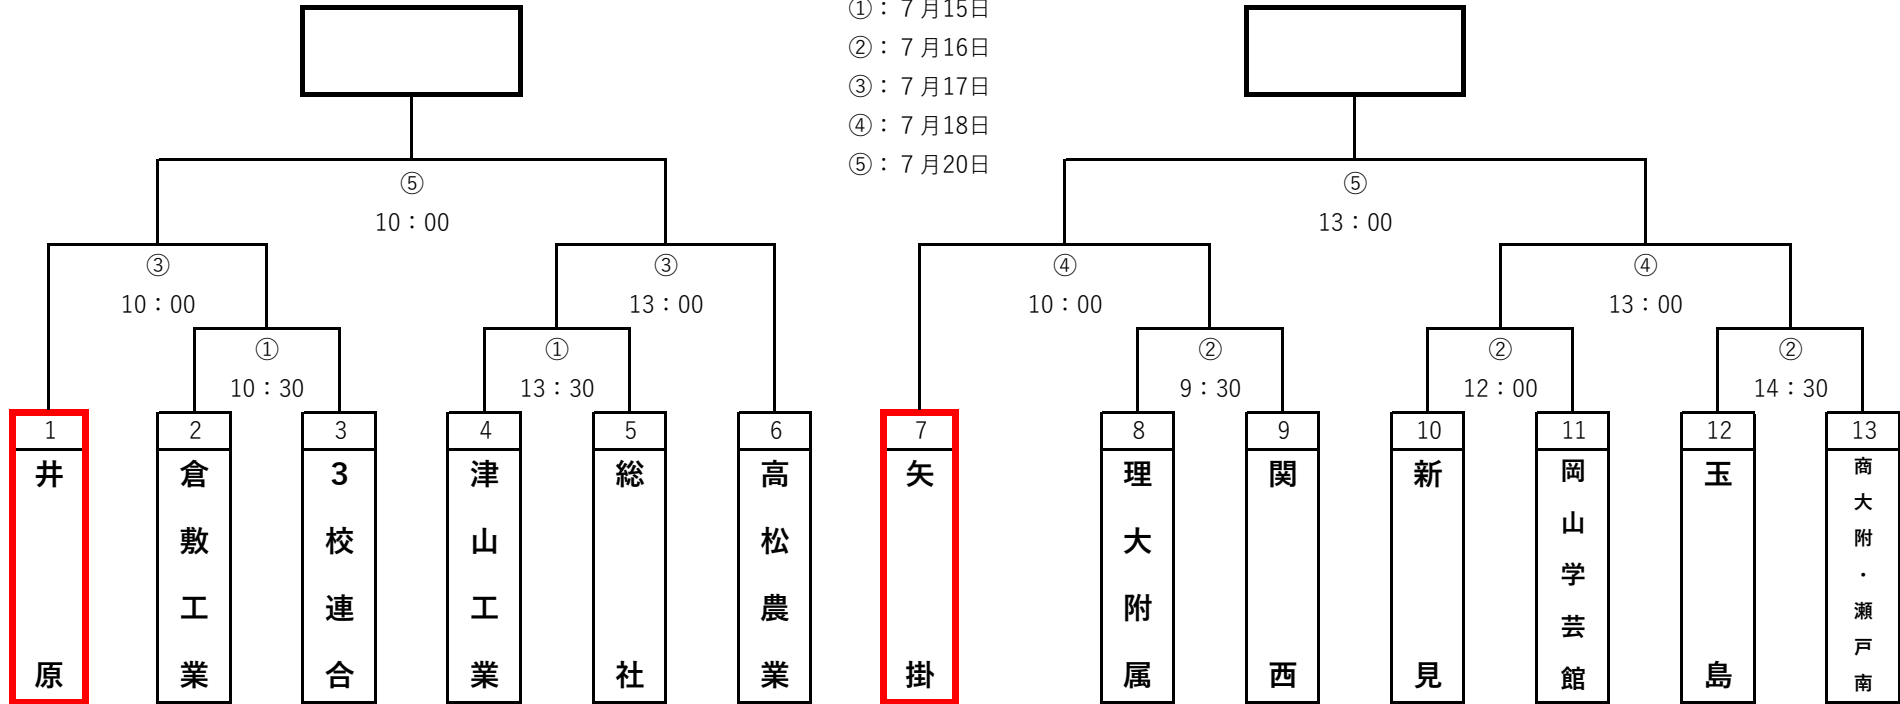 ①：７月15日
②：７月16日
③：７月17日
④：７月18日
⑤：７月20日
⑤
10：00
⑤
13：00
③
10：00
③
13：00
④
10：00
④
13：00
①
10：30
①
13：30
②
9：30
②
12：00
②
14：30
1
井原
2
倉敷工業
3
３校連合
4
津山工業
5
総社
6
高松農業
7
矢掛
8
理大附属
9
関西
10
新見
11
岡山学芸館
12
玉島
13
商大附・瀬戸南